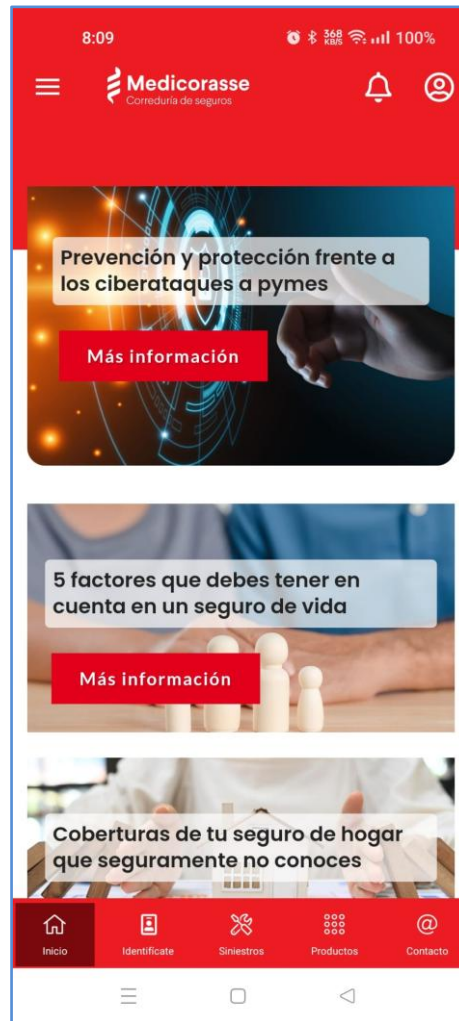 8:09
368
KB/S
100%
Medicorasse
Correduría de seguros
Prevención y protección frente a
los ciberataques a pymes
Más información
5 factores que debes tener en
cuenta en un seguro de vida
Más información
Coberturas de tu seguro de hogar
que seguramente no conoces
Inicio
Identifícate
Siniestros
Productos
Contacto